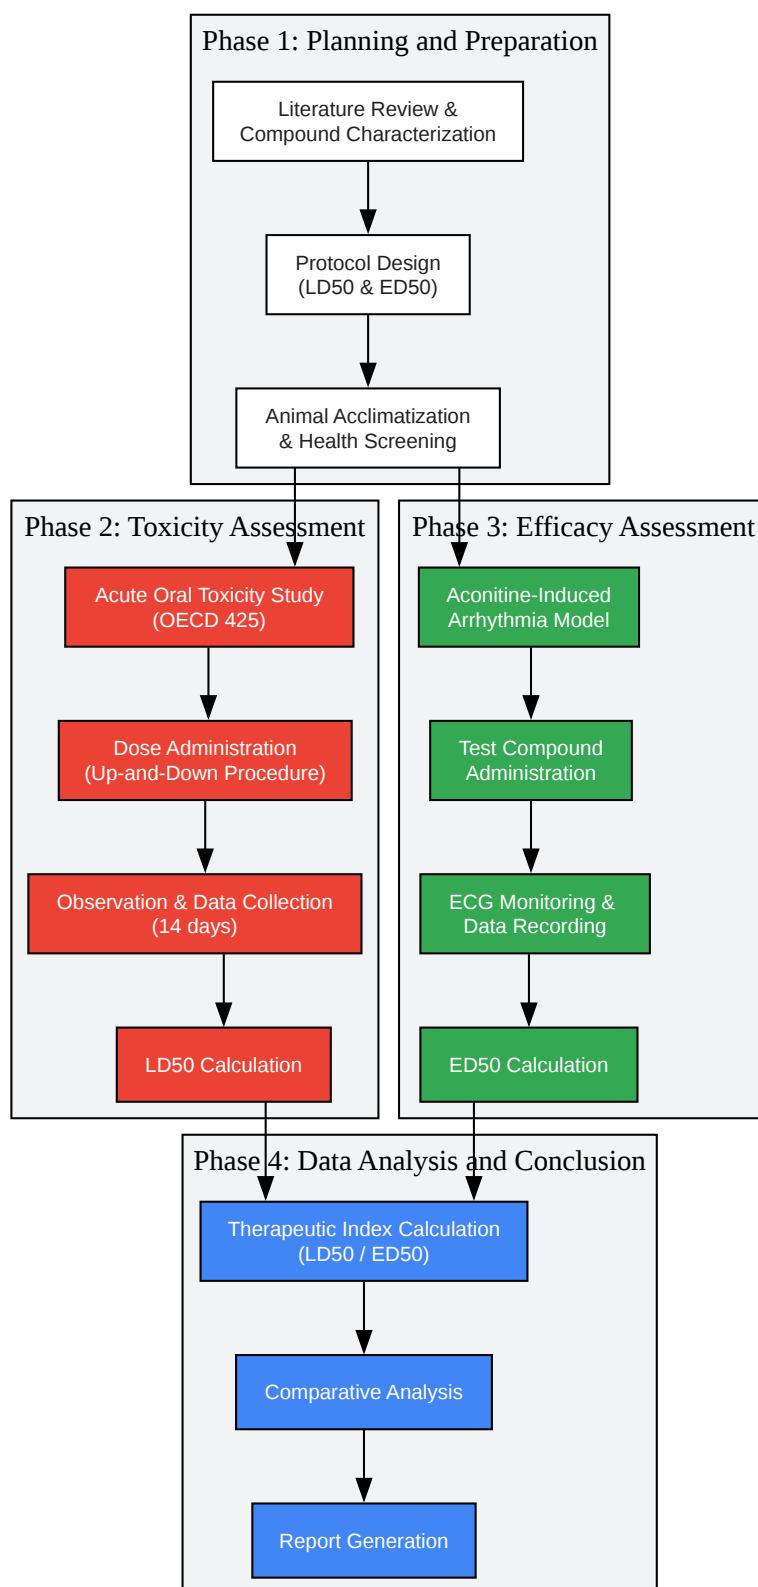 Phase 1: Planning and Preparation
Literature Review &
Compound Characterization
Protocol Design
(LD50 & ED50)
Animal Acclimatization
& Health Screening
Phase 2: Toxicity Assessment
Acute Oral Toxicity Study
(OECD 425)
Dose Administration
(Up-and-Down Procedure)
Observation & Data Collection
(14 days)
LD50 Calculation
Phase 3: Efficacy Assessment
Aconitine-Induced
Arrhythmia Model
Test Compound
Administration
ECG Monitoring &
Data Recording
ED50 Calculation
Phase 4: Data Analysis and Conclusion
Therapeutic Index Calculation
(LD50 / ED50)
Comparative Analysis
Report Generation